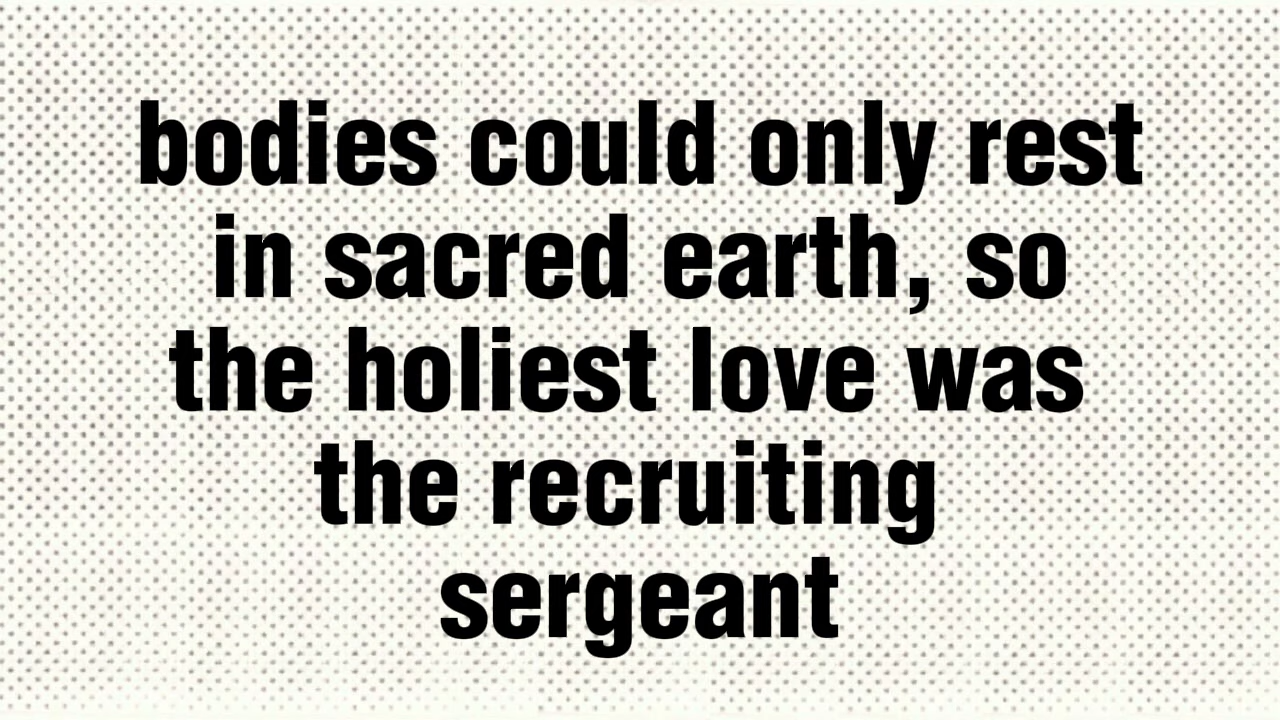 bodies could only rest
in sacred earth, so
the holiest love was
the recruiting
sergeant